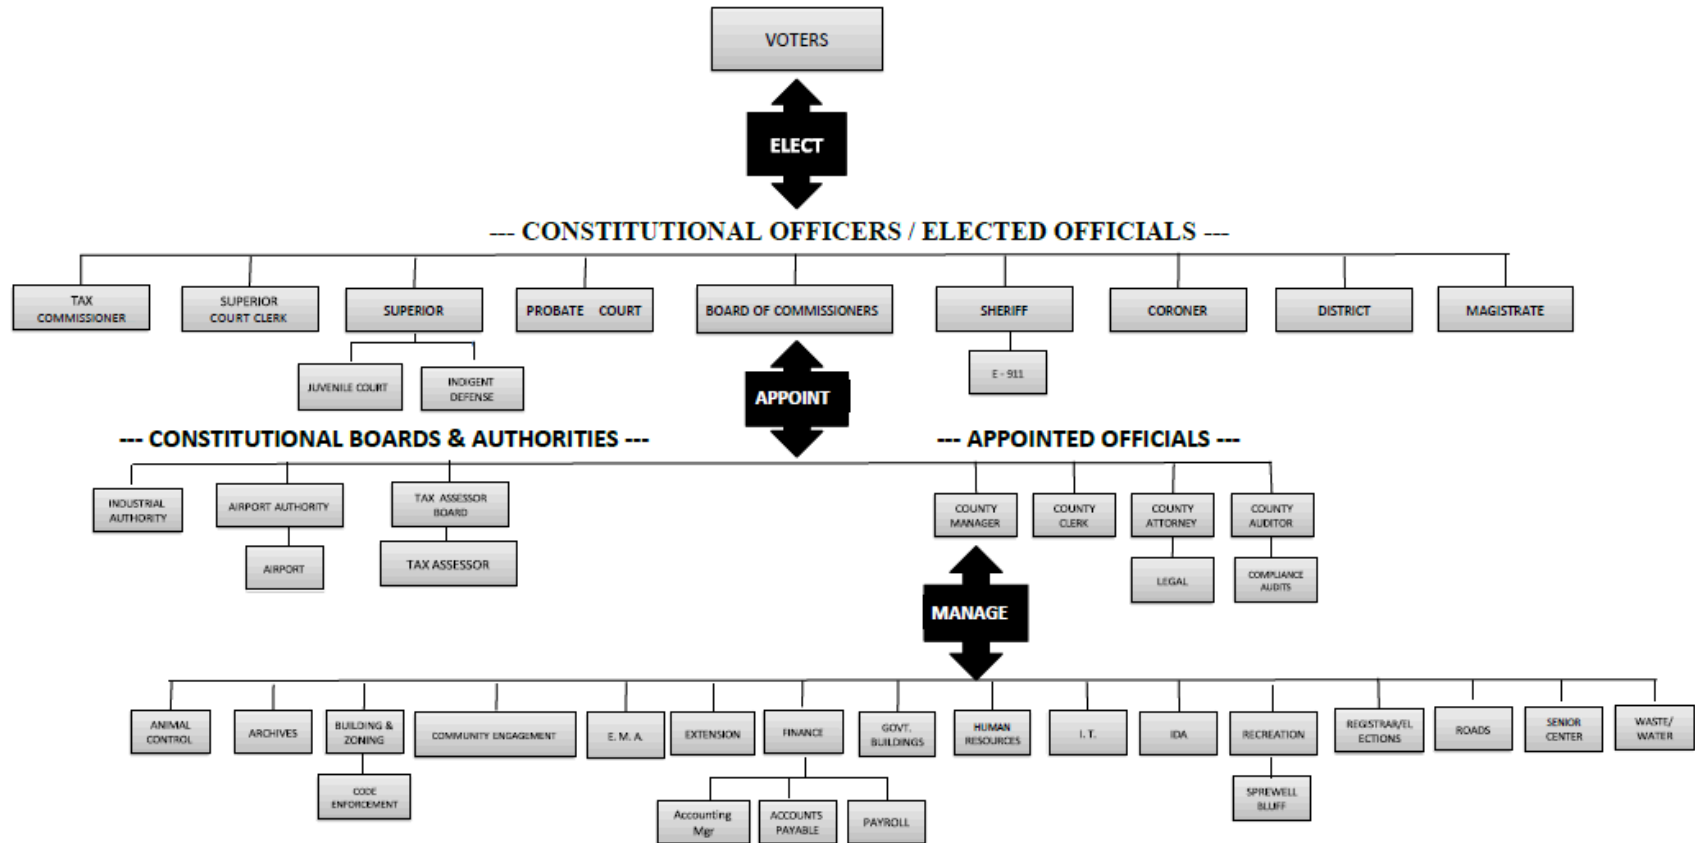 VOTERS
ELECT
--- CONSTITUTIONAL OFFICERS / ELECTED OFFICIALS ---
TAX
COMMISSIONER
SUPERIOR
COURT CLERK
SUPERIOR
PROBATE COURT
BOARD OF COMMISSIONERS
SHERIFF
CORONER
DISTRICT
MAGISTRATE
JUVENILE COURT
INDIGENT
DEFENSE
E - 911
APPOINT
--- CONSTITUTIONAL BOARDS & AUTHORITIES ---
--- APPOINTED OFFICIALS ---
INDUSTRIAL
AUTHORITY
AIRPORT AUTHORITY
TAX ASSESSOR
BOARD
COUNTY
MANAGER
COUNTY
CLERK
COUNTY
ATTORNEY
COUNTY
AUDITOR
AIRPORT
TAX ASSESSOR
LEGAL
COMPLIANCE
AUDITS
MANAGE
ANIMAL
CONTROL
ARCHIVES
BUILDING &
ZONING
COMMUNITY ENGAGEMENT
E. M. A.
EXTENSION
FINANCE
GOVT.
BUILDINGS
HUMAN
RESOURCES
I. T.
IDA
RECREATION
REGISTRAR/EL
ECTIONS
ROADS
SENIOR
CENTER
WASTE/
WATER
CODE
ENFORCEMENT
Accounting
Mgr
ACCOUNTS
PAYABLE
PAYROLL
SPREWELL
BLUFF